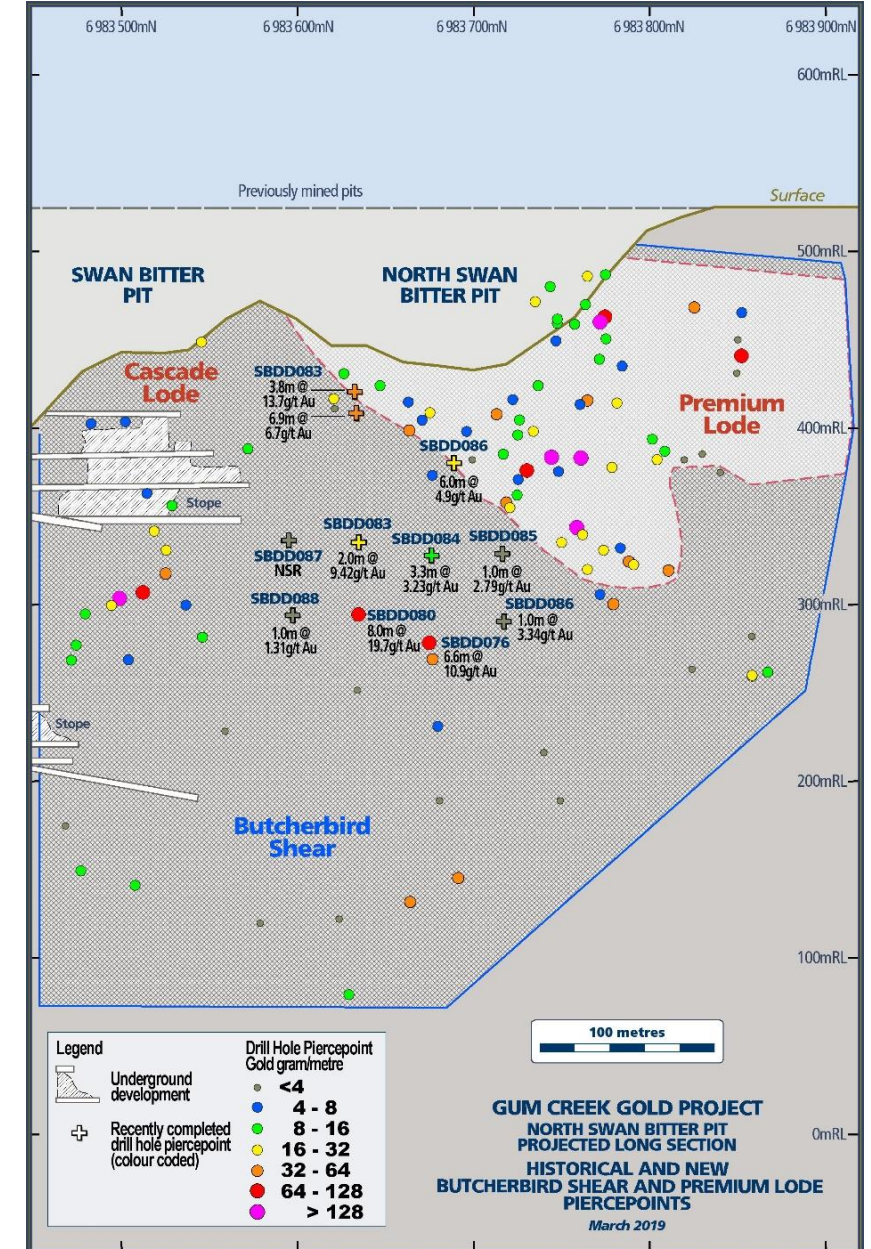 6 983 500mN
6 983 600mN
6 983 700mN
6 983 800mN
6 983 900mN
600mRL
Previously mined pits
Surface
500mRL
SWAN BITTER
PIT
NORTH SWAN
BITTER PIT
Cascade
Lode
SBDD083
3.8m @
13.7g/t Au
6.9m @
6.7g/t Au
Premium
Lode
400mRL
SBDD086
6.0m @
4.9g/t Au
Stope
SBDD087
NSR
SBDD083
2.0m @
9.42g/t Au
SBDD084
3.3m @
3.23g/t Au
SBDD085
1.0m @
2.79g/t Au
300mRL
SBDD088
1.0m @
1.31g/t Au
SBDD080
8.0m @
19.7g/t Au
SBDD076
6.6m @
10.9g/t Au
SBDD086
1.0m @
3.34g/t Au
Stope
200mRL
Butcherbird
Shear
100mRL
Legend
Underground
development
Recently completed
drill hole piercepoint
(colour coded)
Drill Hole Piercepoint
Gold gram/metre
<4
4 - 8
8 - 16
16 - 32
32 - 64
64 - 128
> 128
100 metres
GUM CREEK GOLD PROJECT
NORTH SWAN BITTER PIT
PROJECTED LONG SECTION
0mRL
HISTORICAL AND NEW
BUTCHERBIRD SHEAR AND PREMIUM LODE
PIERCEPOINTS
March 2019